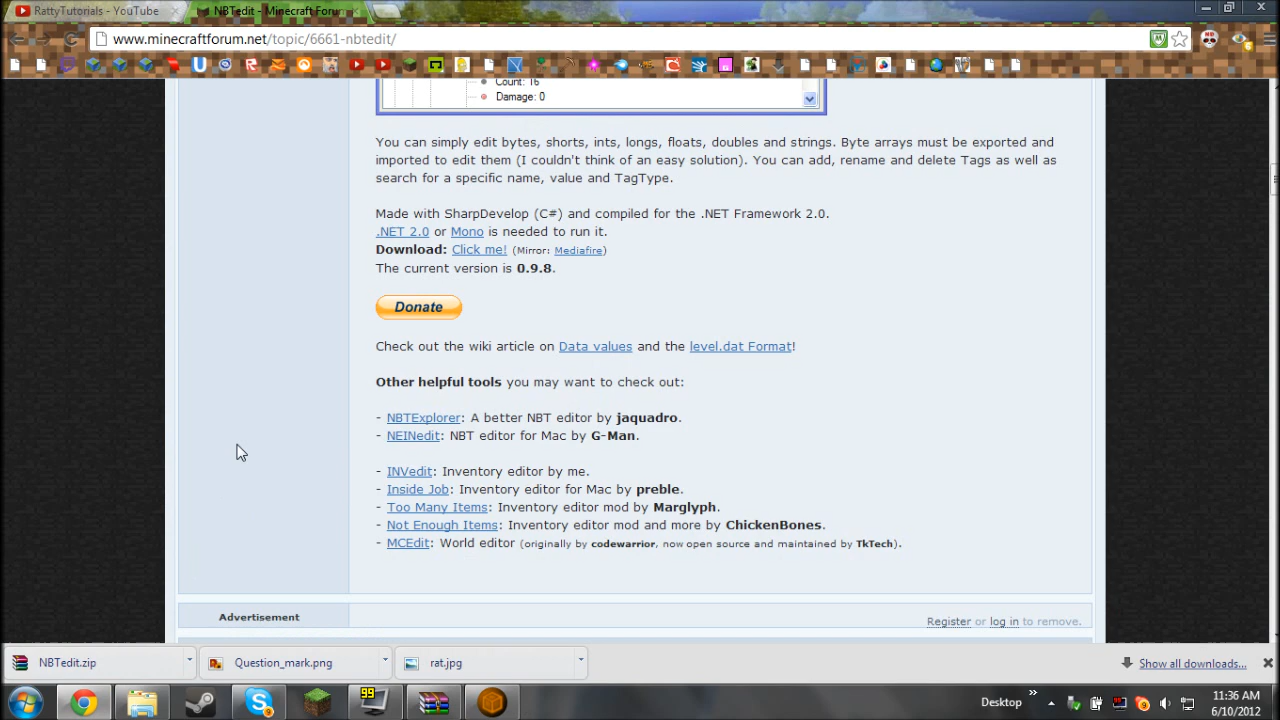 RattyTutorials - YouTube
NBTedit - Minecraft Forum
www.minecraftforum.net/topic/6661-nbtedit/
Count: 16
Damage: 0
You can simply edit bytes, shorts, ints, longs, floats, doubles and strings. Byte arrays must be exported and
imported to edit them (I couldn't think of an easy solution). You can add, rename and delete Tags as well as
search for a specific name, value and TagType.
Made with SharpDevelop (C#) and compiled for the .NET Framework 2.0.
.NET 2.0 or Mono is needed to run it.
Download: Click me! (Mirror: Mediafire)
The current version is 0.9.8.
Donate
Check out the wiki article on Data values and the level.dat Format!
Other helpful tools you may want to check out:
- NBTExplorer: A better NBT editor by jaquadro.
- NEINedit: NBT editor for Mac by G-Man.
- INVedit: Inventory editor by me.
- Inside Job: Inventory editor for Mac by preble.
- Too Many Items: Inventory editor mod by Marglyph.
- Not Enough Items: Inventory editor mod and more by ChickenBones.
- MCEdit: World editor (originally by codewarrior, now open source and maintained by TkTech).
Advertisement
Register or log in to remove.
NBTedit.zip
Question_mark.png
rat.jpg
Show all downloads...
99
Desktop
11:36 AM
6/10/2012